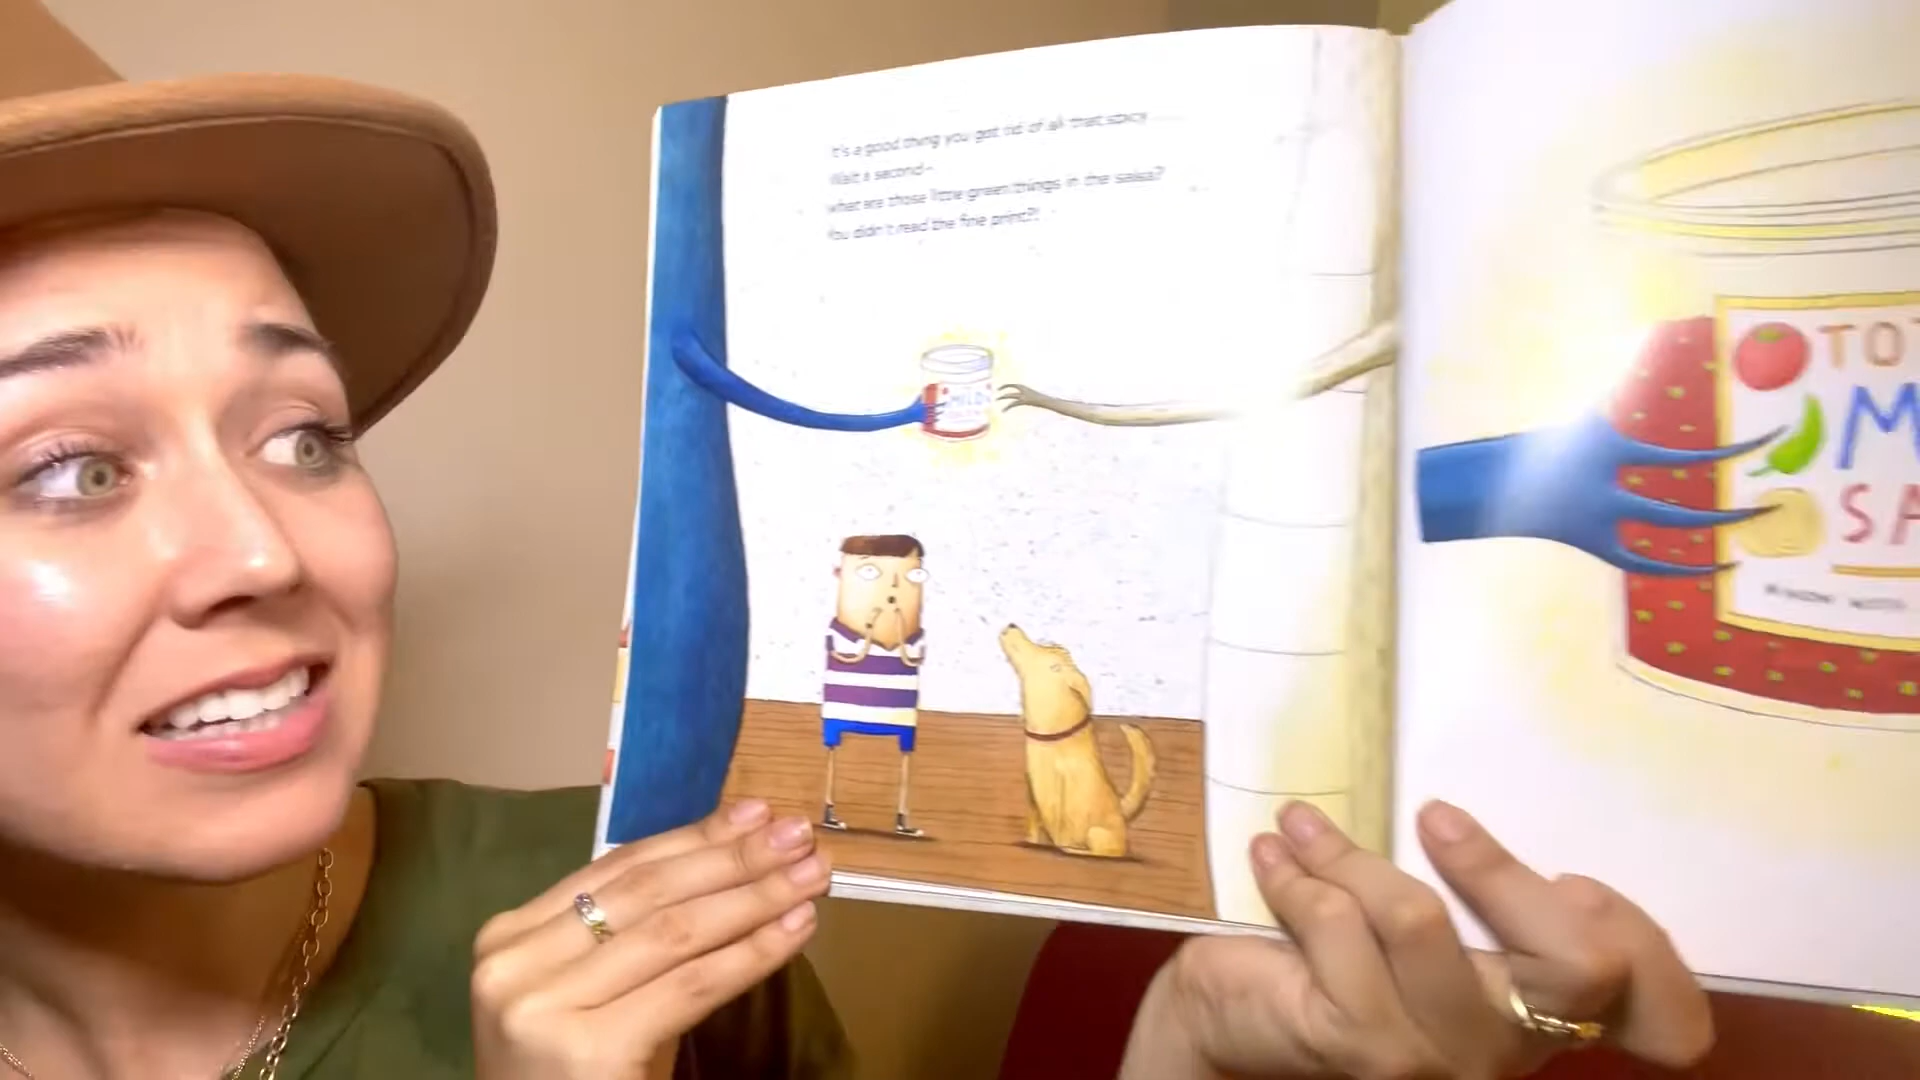 It's a good thing you got rid of all that spicy
Wait a second–
what are those little green things in the salsa?
You didn't read the fine print?!
MILD
TOT
M
SA